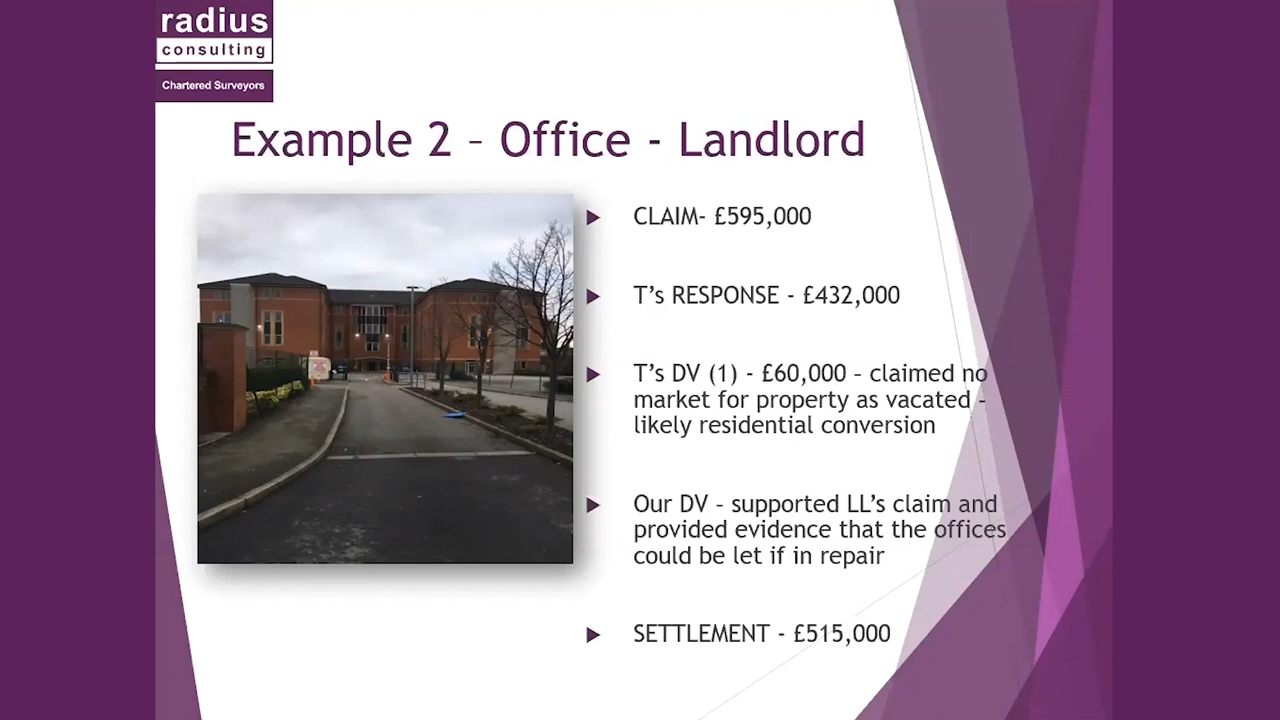 radius
consulting
Chartered Surveyors
Example 2 – Office - Landlord
CLAIM- £595,000
T’s RESPONSE - £432,000
T’s DV (1) - £60,000 – claimed no
market for property as vacated –
likely residential conversion
Our DV – supported LL’s claim and
provided evidence that the offices
could be let if in repair
SETTLEMENT - £515,000